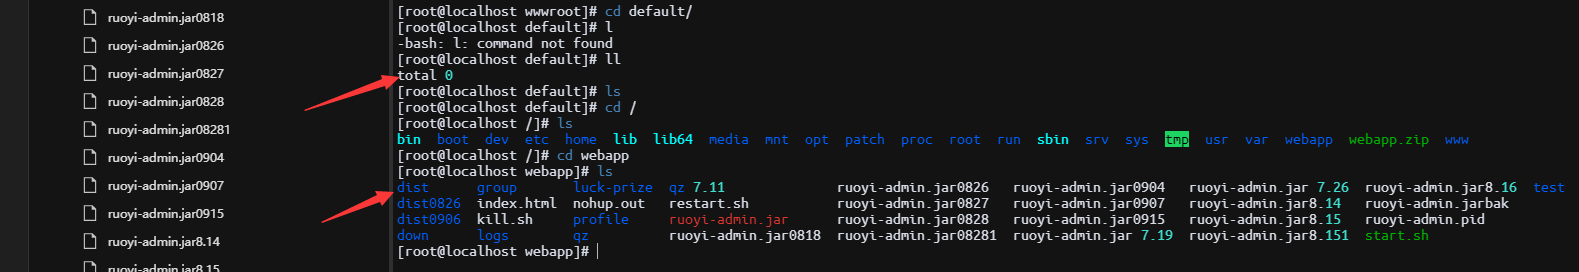 ruoyi-admin.jar0818
ruoyi-admin.jar0826
ruoyi-admin.jar0827
ruoyi-admin.jar0828
ruoyi-admin.jar08281
ruoyi-admin.jar0904
ruoyi-admin.jar0907
ruoyi-admin.jar0915
ruoyi-admin.jar8.14
ruoyi-admin.jar8.15
[root@localhost wwwroot]# cd default/
[root@localhost default]# l
-bash: l: command not found
[root@localhost default]# ll
total 0
[root@localhost default]# ls
[root@localhost default]# cd /
[root@localhost /]# ls
bin boot dev etc home lib lib64 media mnt opt patch proc root run sbin srv sys tmp usr var webapp webapp.zip www
[root@localhost /]# cd webapp
[root@localhost webapp]# ls
dist group luck-prize qz 7.11 ruoyi-admin.jar0826 ruoyi-admin.jar0904 ruoyi-admin.jar 7.26 ruoyi-admin.jar8.16 test
dist0826 index.html nohup.out restart.sh ruoyi-admin.jar0827 ruoyi-admin.jar0907 ruoyi-admin.jar8.14 ruoyi-admin.jarbak
dist0906 kill.sh profile ruoyi-admin.jar ruoyi-admin.jar0828 ruoyi-admin.jar0915 ruoyi-admin.jar8.15 ruoyi-admin.pid
down logs qz ruoyi-admin.jar0818 ruoyi-admin.jar08281 ruoyi-admin.jar 7.19 ruoyi-admin.jar8.151 start.sh
[root@localhost webapp]#